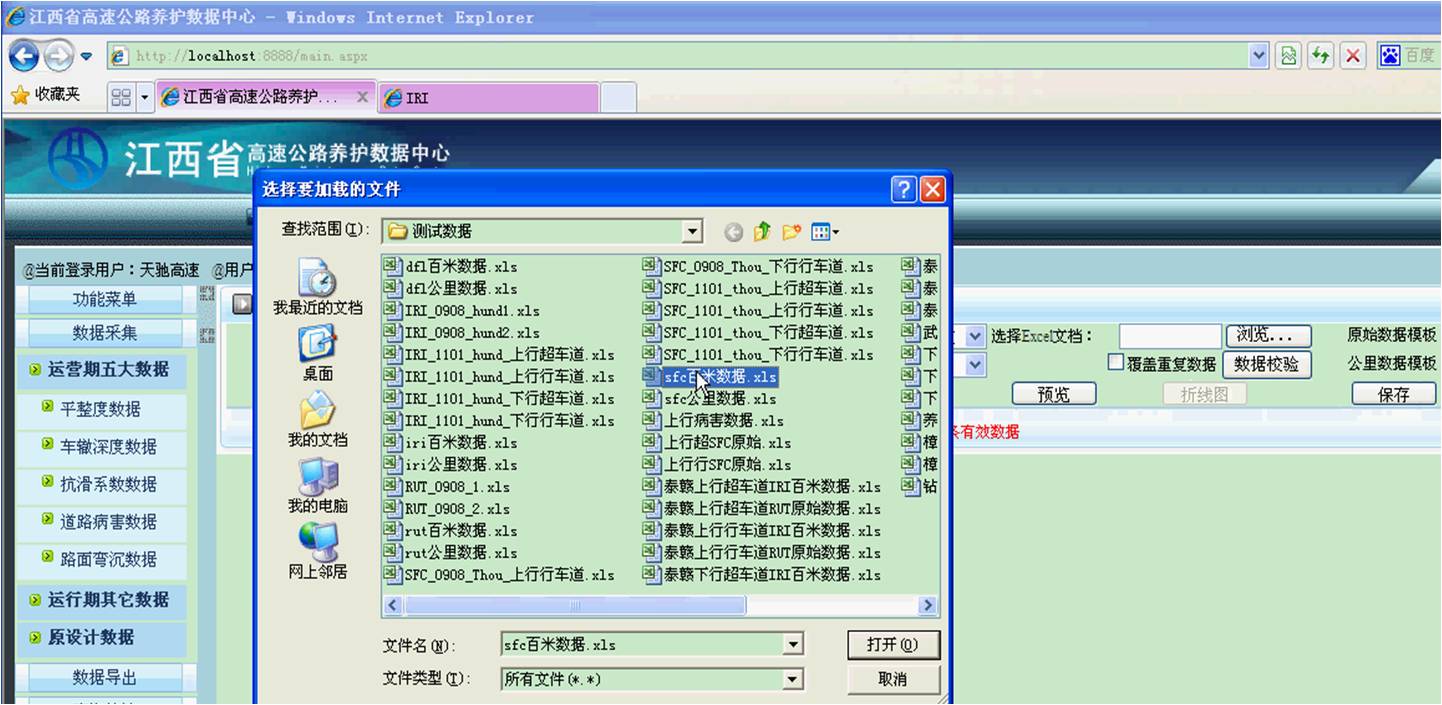 江西省高速公路养护数据中心 - Windows Internet Explorer
http://localhost:8888/main.aspx
百度
收藏夹
江西省高速公路养护...
IRI
江西省高速公路养护数据中心
选择要加载的文件
查找范围(I):
测试数据
@当前登录用户：天驰高速 @用户
功能菜单
数据采集
运营期五大数据
平整度数据
车辙深度数据
抗滑系数数据
道路病害数据
路面弯沉数据
运行期其它数据
原设计数据
数据导出
我最近的文档
桌面
我的文档
我的电脑
网上邻居
dfl百米数据.xls
dfl公里数据.xls
IRI_0908_hund1.xls
IRI_0908_hund2.xls
IRI_1101_hund_上行超车道.xls
IRI_1101_hund_上行行车道.xls
IRI_1101_hund_下行超车道.xls
IRI_1101_hund_下行行车道.xls
iri百米数据.xls
iri公里数据.xls
RUT_0908_1.xls
RUT_0908_2.xls
rut百米数据.xls
rut公里数据.xls
SFC_0908_Thou_上行行车道.xls
SFC_0908_Thou_下行行车道.xls
SFC_1101_thou_上行超车道.xls
SFC_1101_thou_上行行车道.xls
SFC_1101_thou_下行超车道.xls
SFC_1101_thou_下行行车道.xls
sfc百米数据.xls
sfc公里数据.xls
上行病害数据.xls
上行超SFC原始.xls
上行行SFC原始.xls
泰赣上行超车道IRI百米数据.xls
泰赣上行超车道RUT原始数据.xls
泰赣上行行车道IRI百米数据.xls
泰赣上行行车道RUT原始数据.xls
泰赣下行超车道IRI百米数据.xls
泰
泰
泰
武
下
下
下
养
樟
樟
钻
文件名(N):
sfc百米数据.xls
打开(O)
文件类型(T):
所有文件(*.*)
取消
选择Excel文档：
浏览...
原始数据模板
覆盖重复数据
数据校验
公里数据模板
预览
折线图
保存
条有效数据